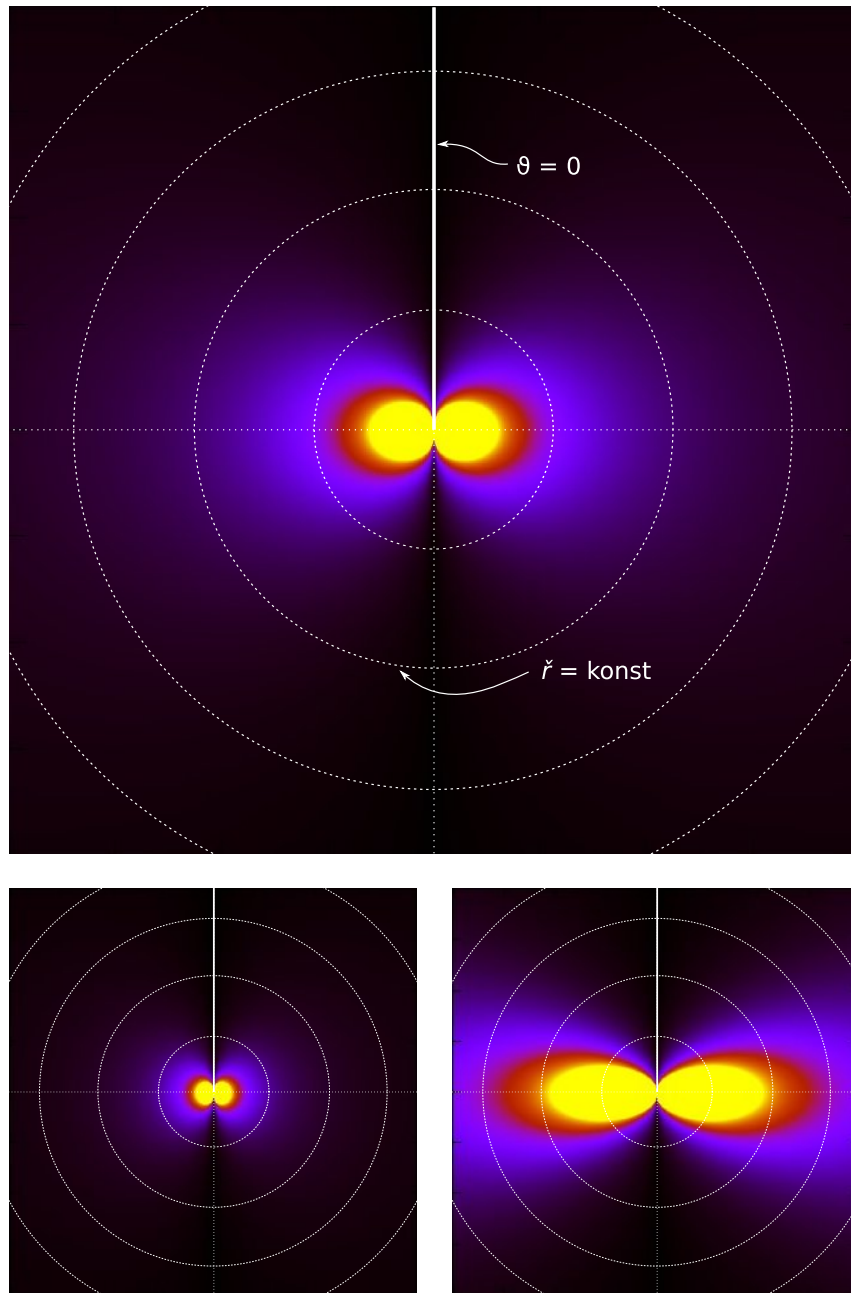 ϑ = 0
ř = konst